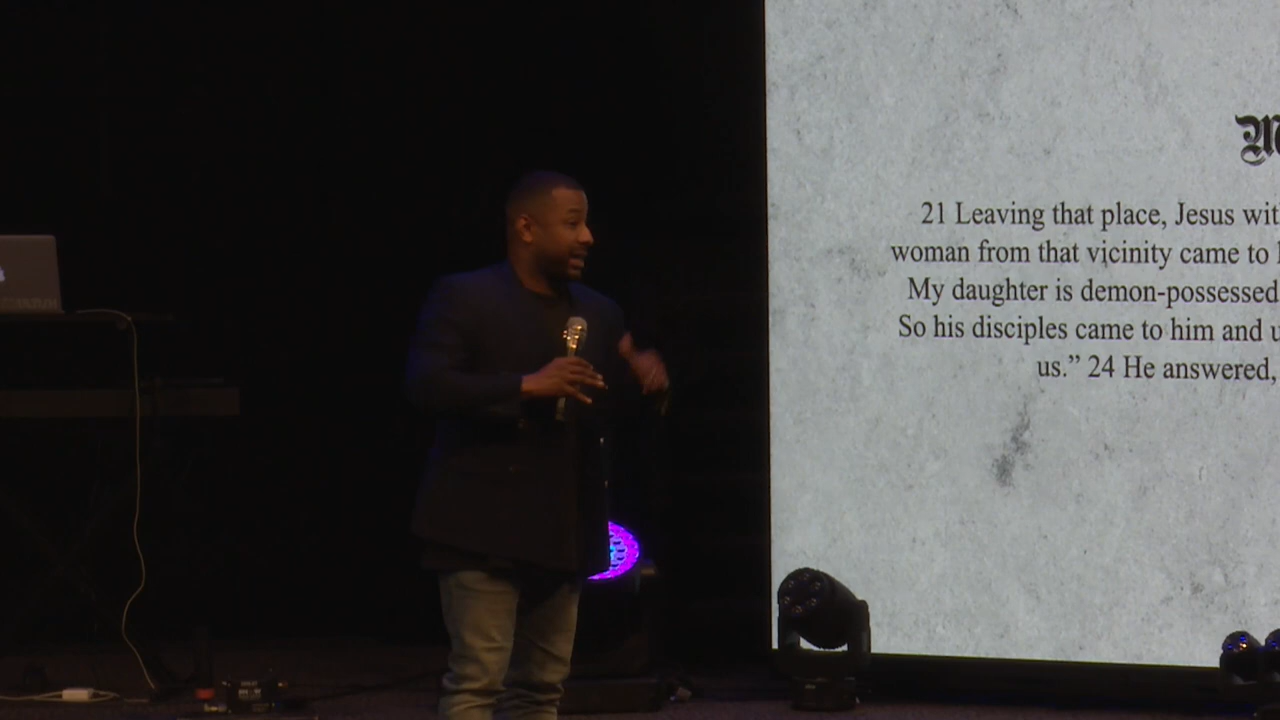 21 Leaving that place, Jesus
woman from that vicinity came to
My daughter is demon-possessed
So his disciples came to him and
us.” 24 He answered,